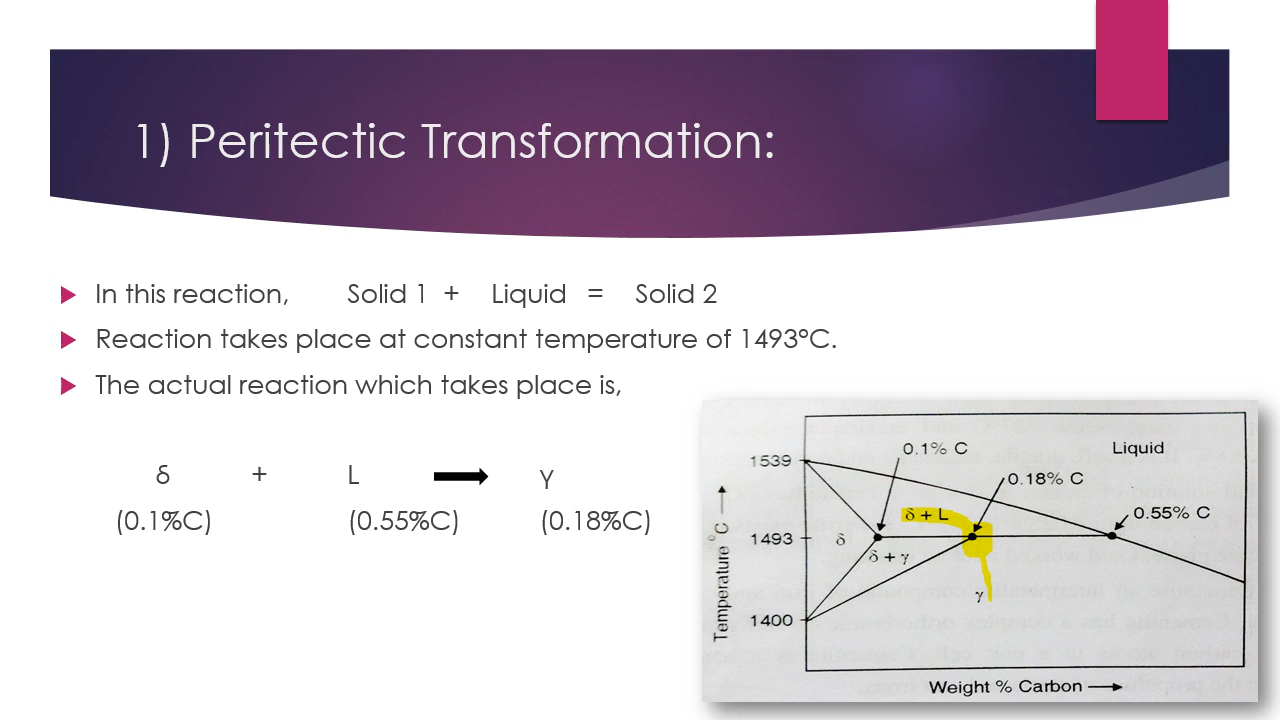 1) Peritectic Transformation:
In this reaction, Solid 1 + Liquid = Solid 2
Reaction takes place at constant temperature of 1493°C.
The actual reaction which takes place is,
δ + L γ
(0.1%C) (0.55%C) (0.18%C)
0.1% C
Liquid
1539
0.18% C
δ + L
0.55% C
1493
δ
δ + γ
γ
1400
Temperature °C
Weight % Carbon